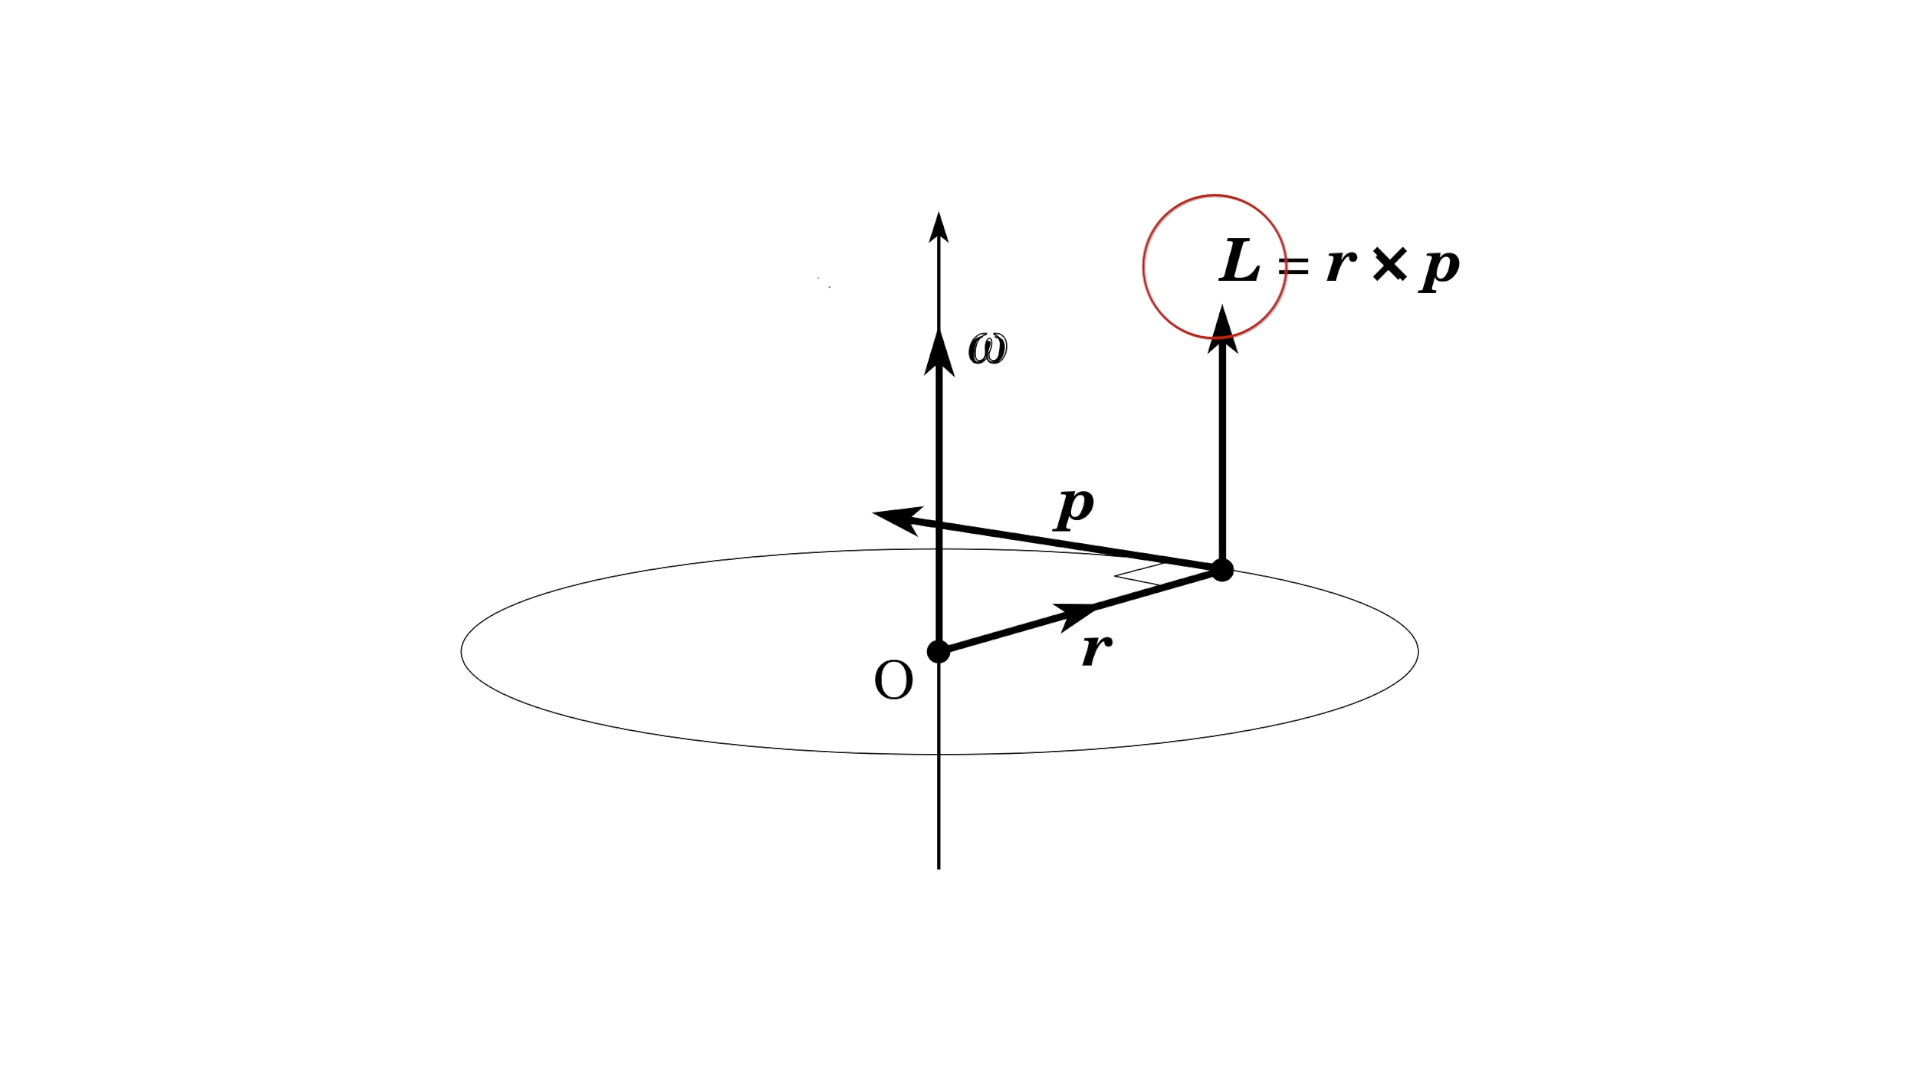 L = r × p
ω
p
r
O